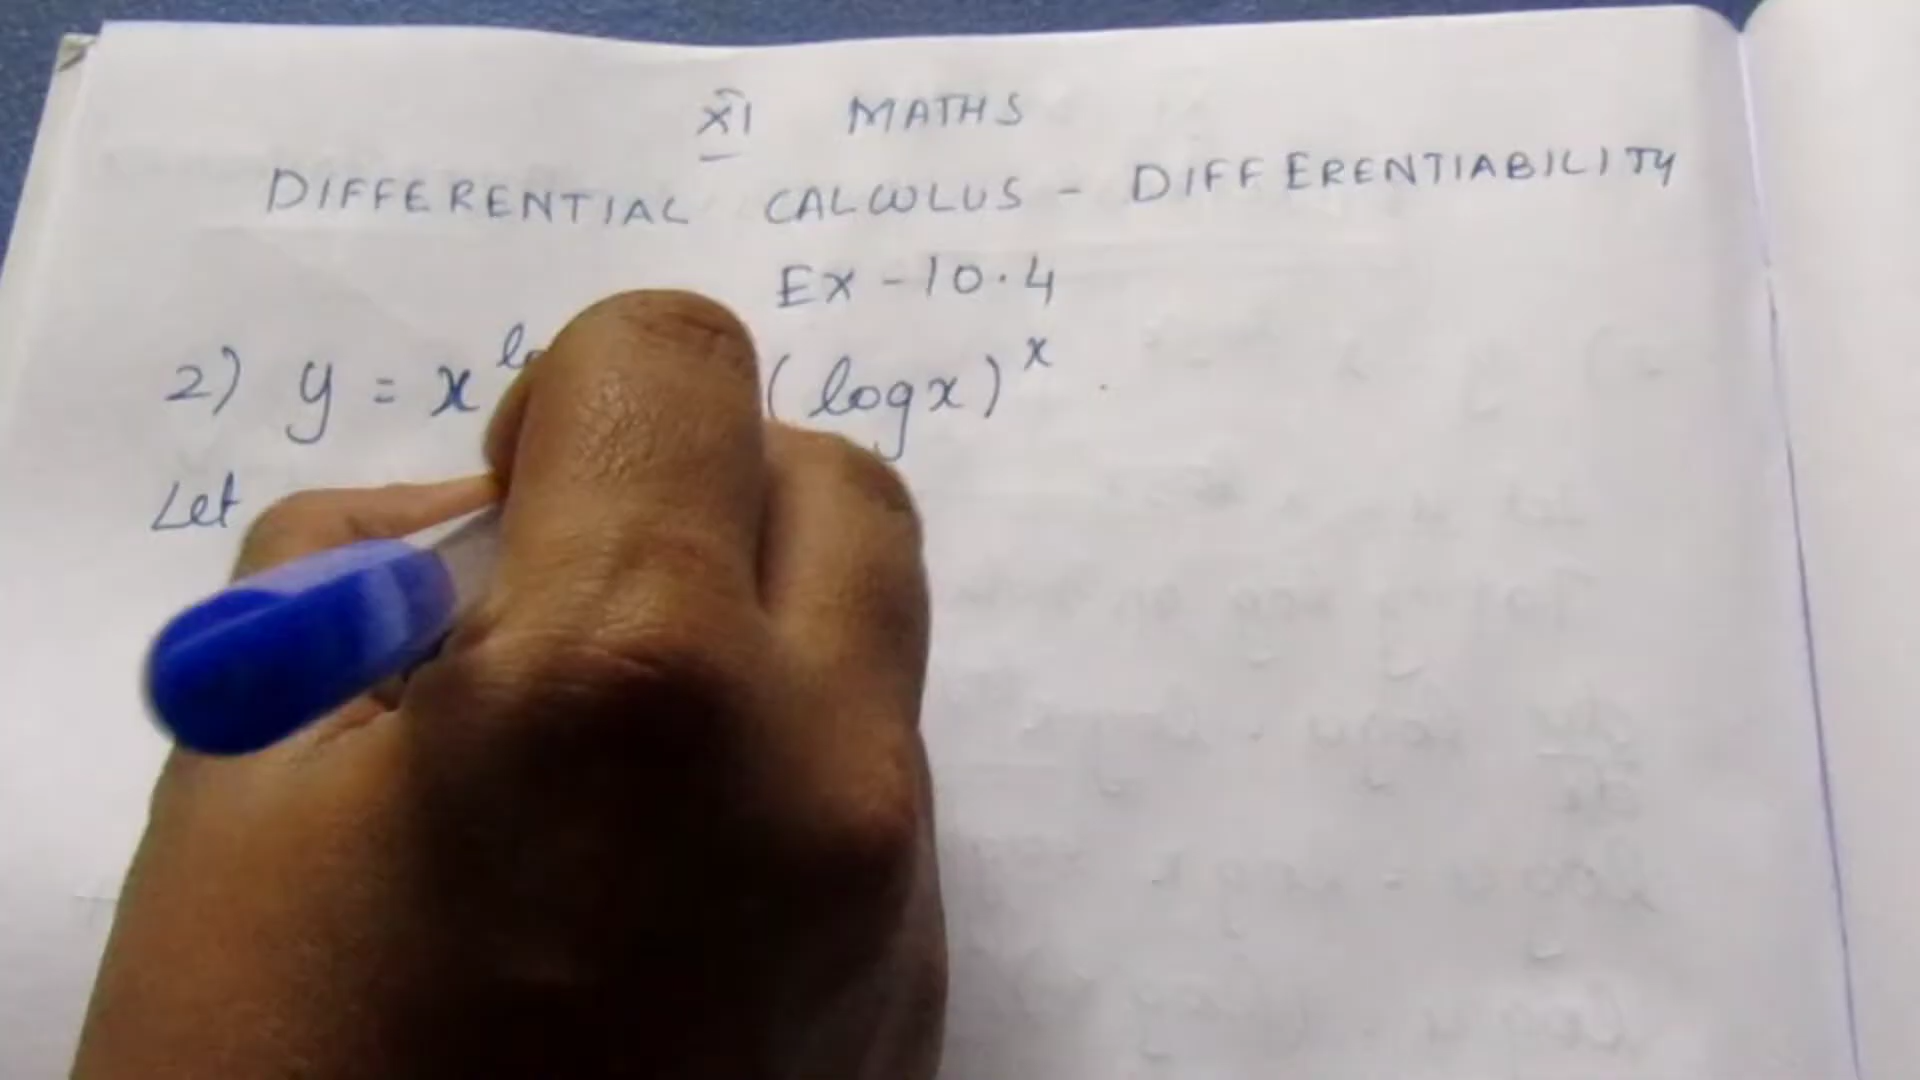 XI MATHS
DIFFERENTIAL CALCULUS - DIFFERENTIABILITY
Ex - 10.4
2) y = x (log x)^x
Let